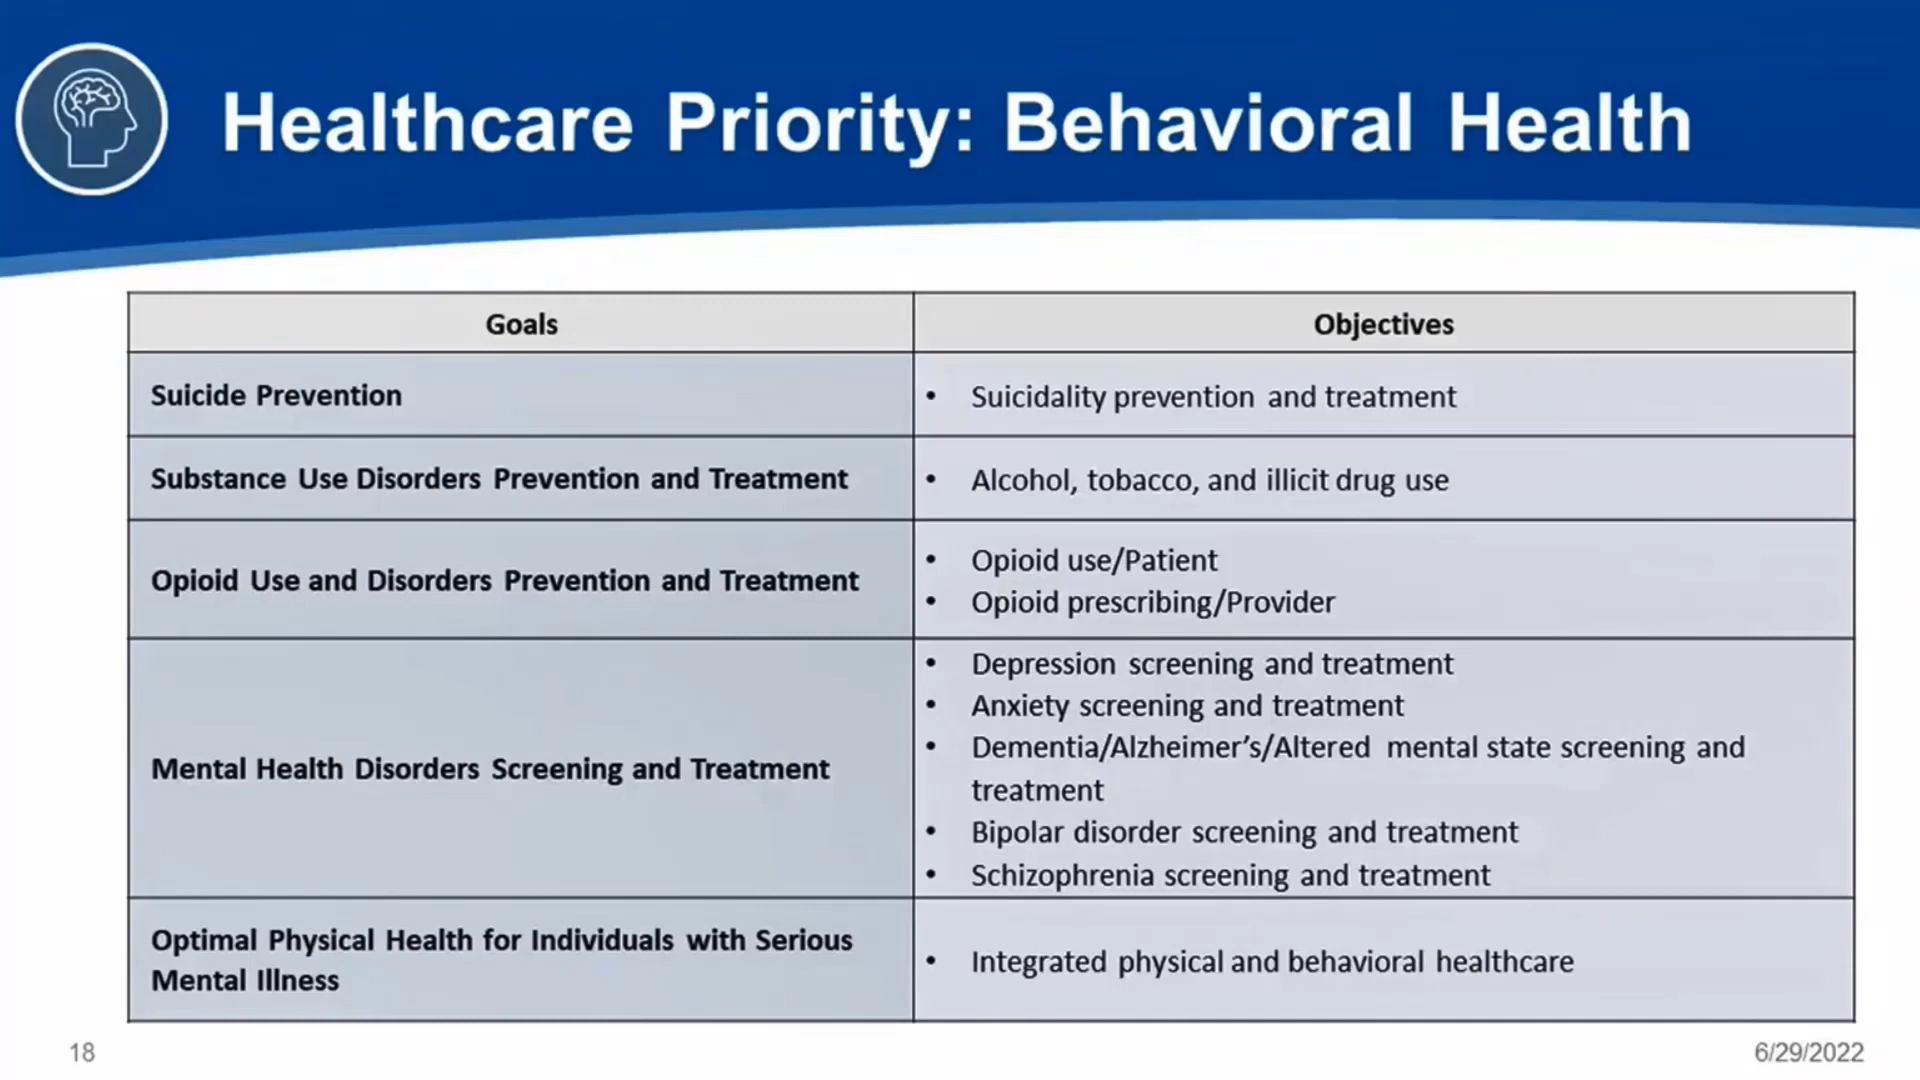 Healthcare Priority: Behavioral Health
Goals
Objectives
Suicide Prevention
• Suicidality prevention and treatment
Substance Use Disorders Prevention and Treatment
• Alcohol, tobacco, and illicit drug use
Opioid Use and Disorders Prevention and Treatment
• Opioid use/Patient
• Opioid prescribing/Provider
Mental Health Disorders Screening and Treatment
• Depression screening and treatment
• Anxiety screening and treatment
• Dementia/Alzheimer's/Altered mental state screening and
treatment
• Bipolar disorder screening and treatment
• Schizophrenia screening and treatment
Optimal Physical Health for Individuals with Serious
Mental Illness
• Integrated physical and behavioral healthcare
18
6/29/2022